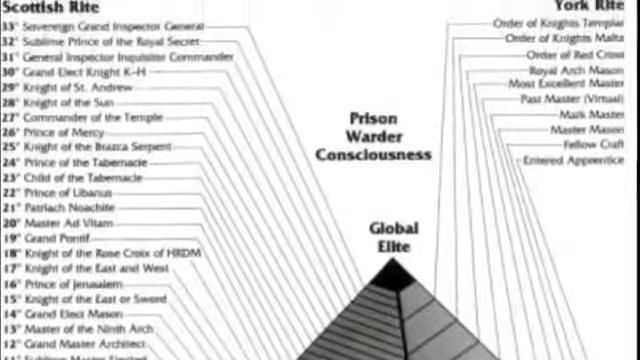 Scottish Rite
33° Sovereign Grand Inspector General
32° Sublime Prince of the Royal Secret
31° General Inspector Inquisitor Commander
30° Grand Elect Knight K-H
29° Knight of St. Andrew
28° Knight of the Sun
27° Commander of the Temple
26° Prince of Mercy
25° Knight of the Brazca Serpent
24° Prince of the Tabernacle
23° Child of the Tabernacle
22° Prince of Libanus
21° Patriach Noachite
20° Master Ad Vitam
19° Grand Pontif
18° Knight of the Rose Croix of HRDM
17° Knight of the East and West
16° Prince of Jerusalem
15° Knight of the East or Sword
14° Grand Elect Mason
13° Master of the Ninth Arch
12° Grand Master Architect
11° Sublime Master Elected
Prison
Warder
Consciousness
Global
Elite
York Rite
Order of Knights Templar
Order of Knights Malta
Order of Red Cross
Royal Arch Mason
Most Excellent Master
Past Master (Virtual)
Mark Master
Master Mason
Fellow Craft
Entered Apprentice